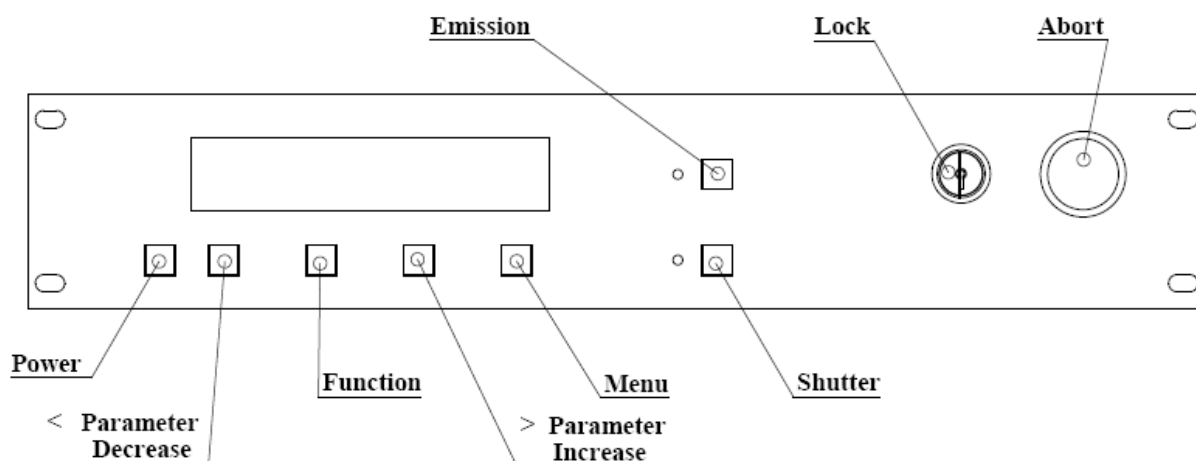 Emission
Lock
Abort
Power
Function
Menu
Shutter
< Parameter
Decrease
> Parameter
Increase